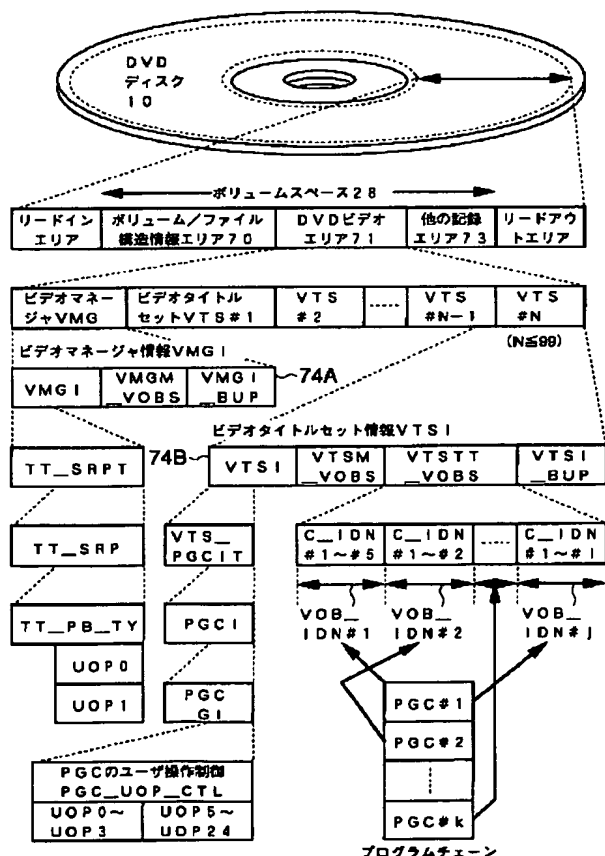 DVD
ディスク
10
ボリュームスペース28
リードイン
エリア
ボリューム/ファイル
構造情報エリア70
DVDビデオ
エリア71
他の記録
エリア73
リードアウ
トエリア
ビデオマネー
ジャVMG
ビデオタイトル
セットVTS#1
VTS
#2
VTS
#N-1
VTS
#N
(N≦99)
ビデオマネージャ情報VMGI
VMGI
VMGM
_VOBS
VMGI
_BUP
74A
ビデオタイトルセット情報VTSI
74B
VTSI
VTSM
_VOBS
VTSTT
_VOBS
VTSI
_BUP
TT_SRPT
TT_SRP
TT_PB_TY
UOP0
UOP1
VTS_
PGCIT
PGCI
PGC
GI
PGCのユーザ操作制御
PGC_UOP_CTL
UOP0~
UOP3
UOP5~
UOP24
C_IDN
#1~#5
C_IDN
#1~#2
C_IDN
#1~#i
VOB_
IDN#1
VOB_
IDN#2
VOB_
IDN#j
PGC#1
PGC#2
PGC#k
プログラムチェーン